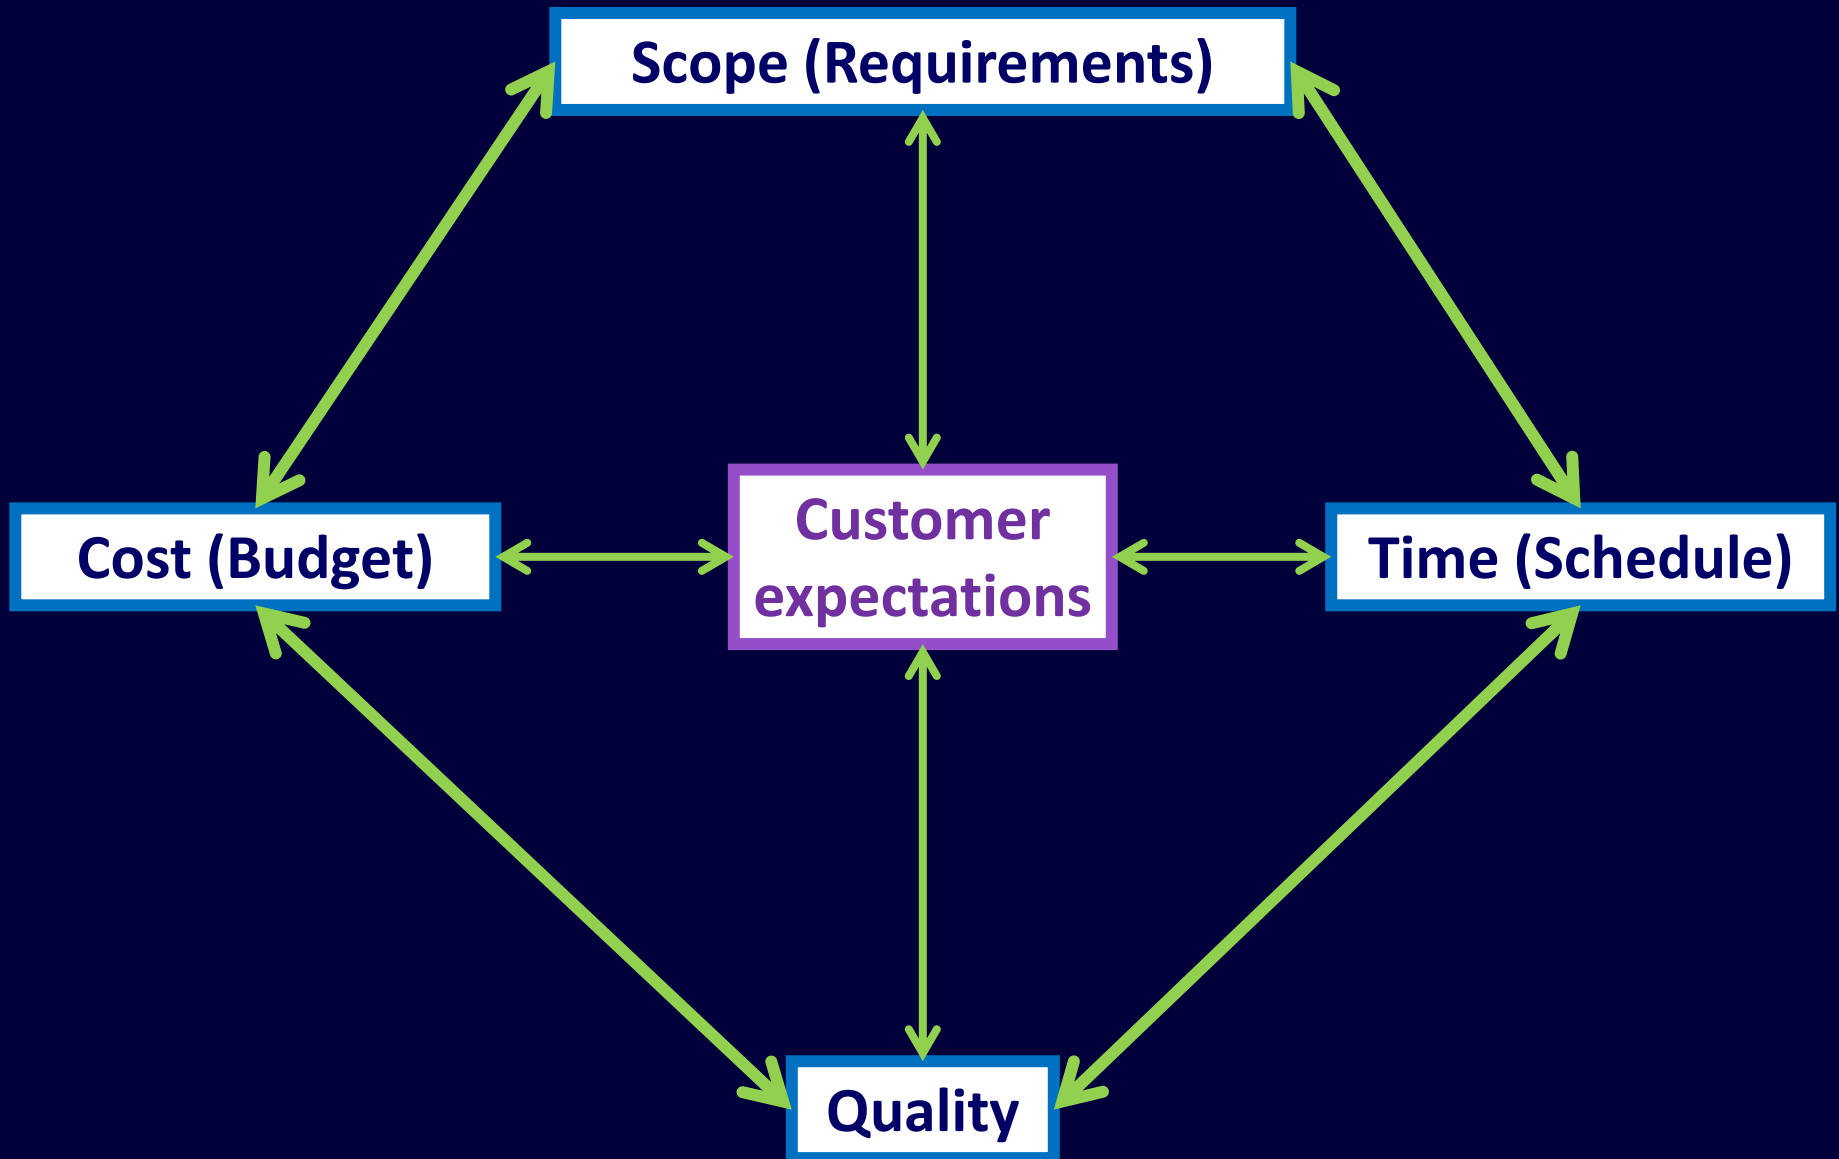 Scope (Requirements)
Cost (Budget)
Customer
expectations
Time (Schedule)
Quality